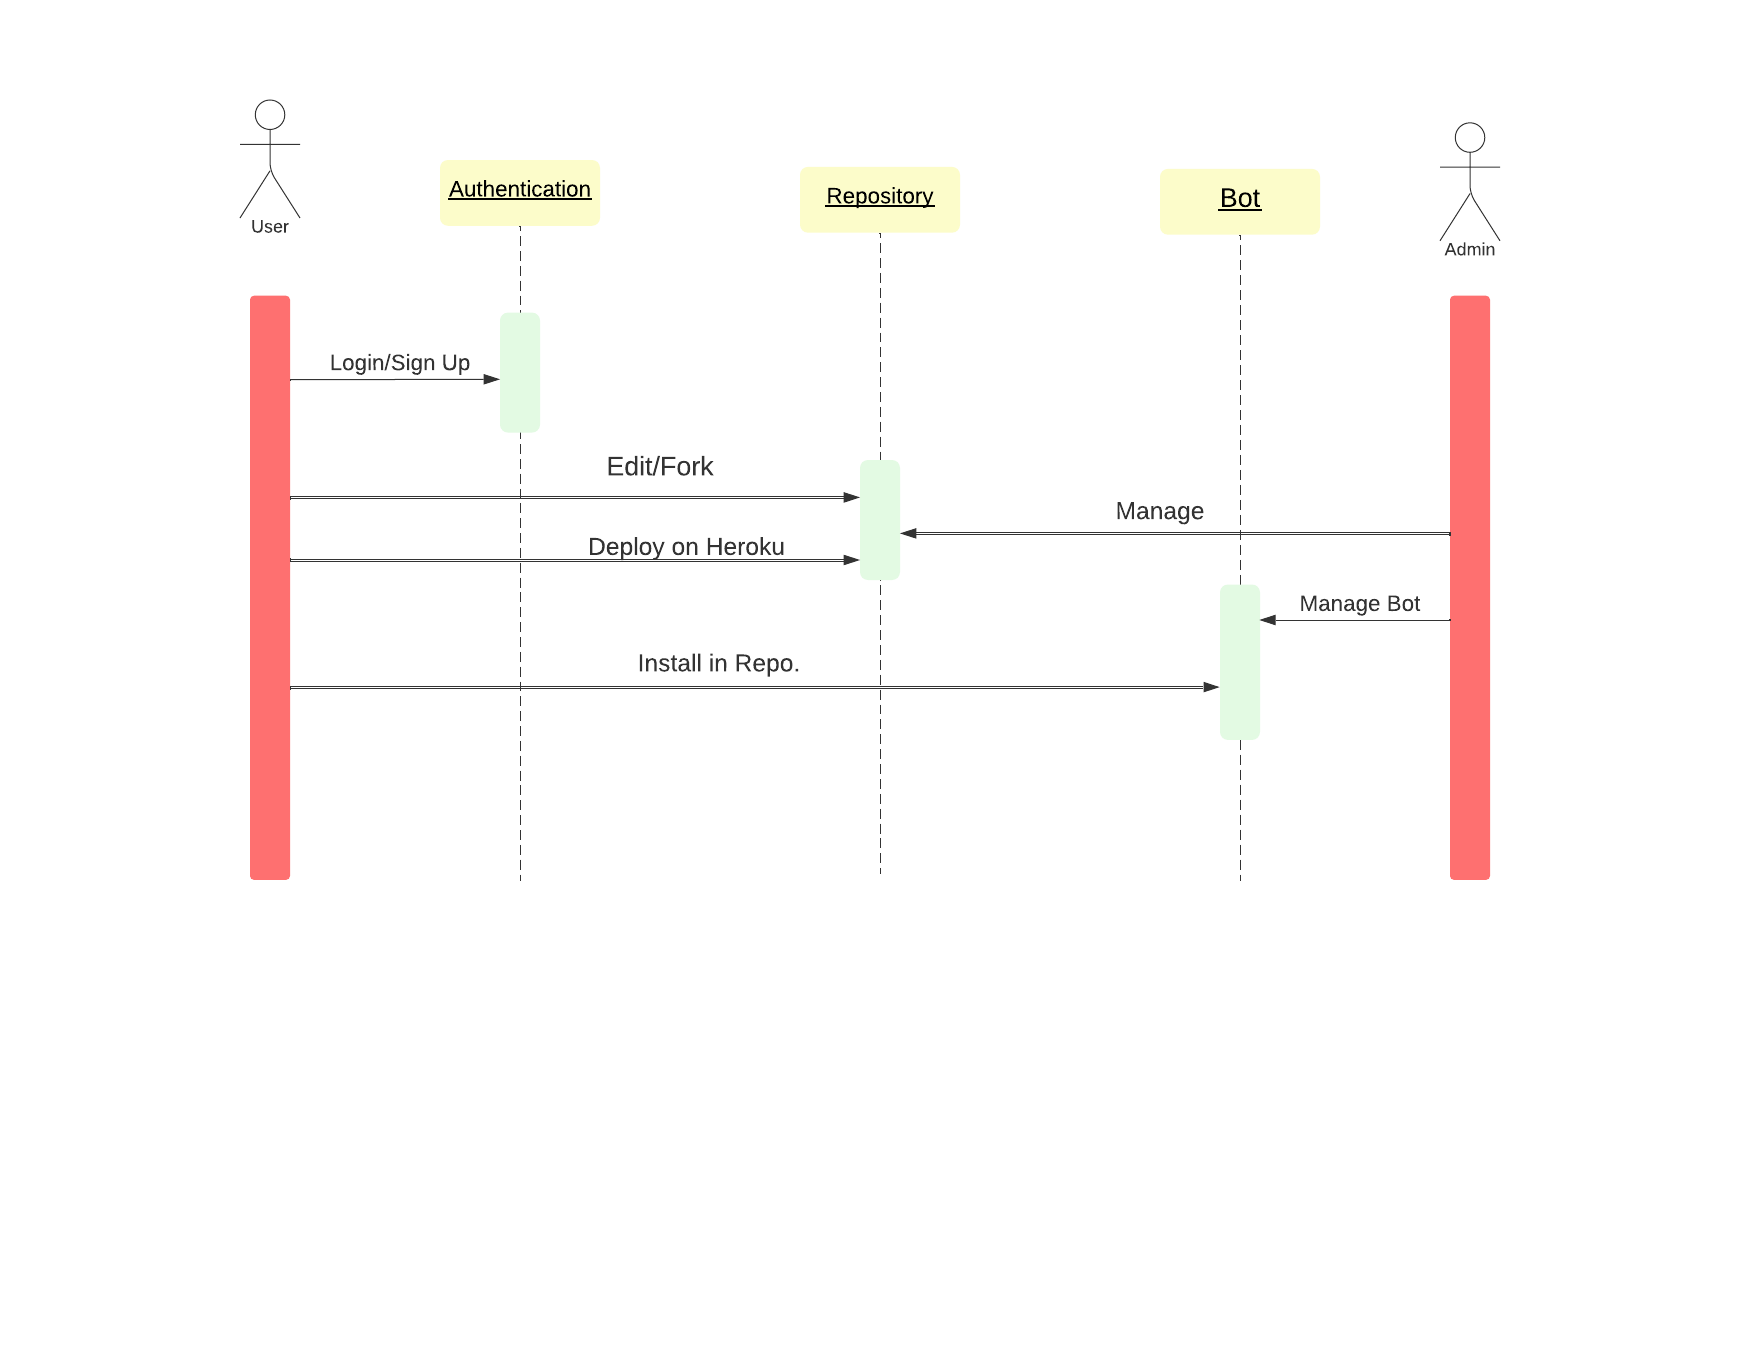 User
Authentication
Repository
Bot
Admin
Login/Sign Up
Edit/Fork
Manage
Deploy on Heroku
Manage Bot
Install in Repo.